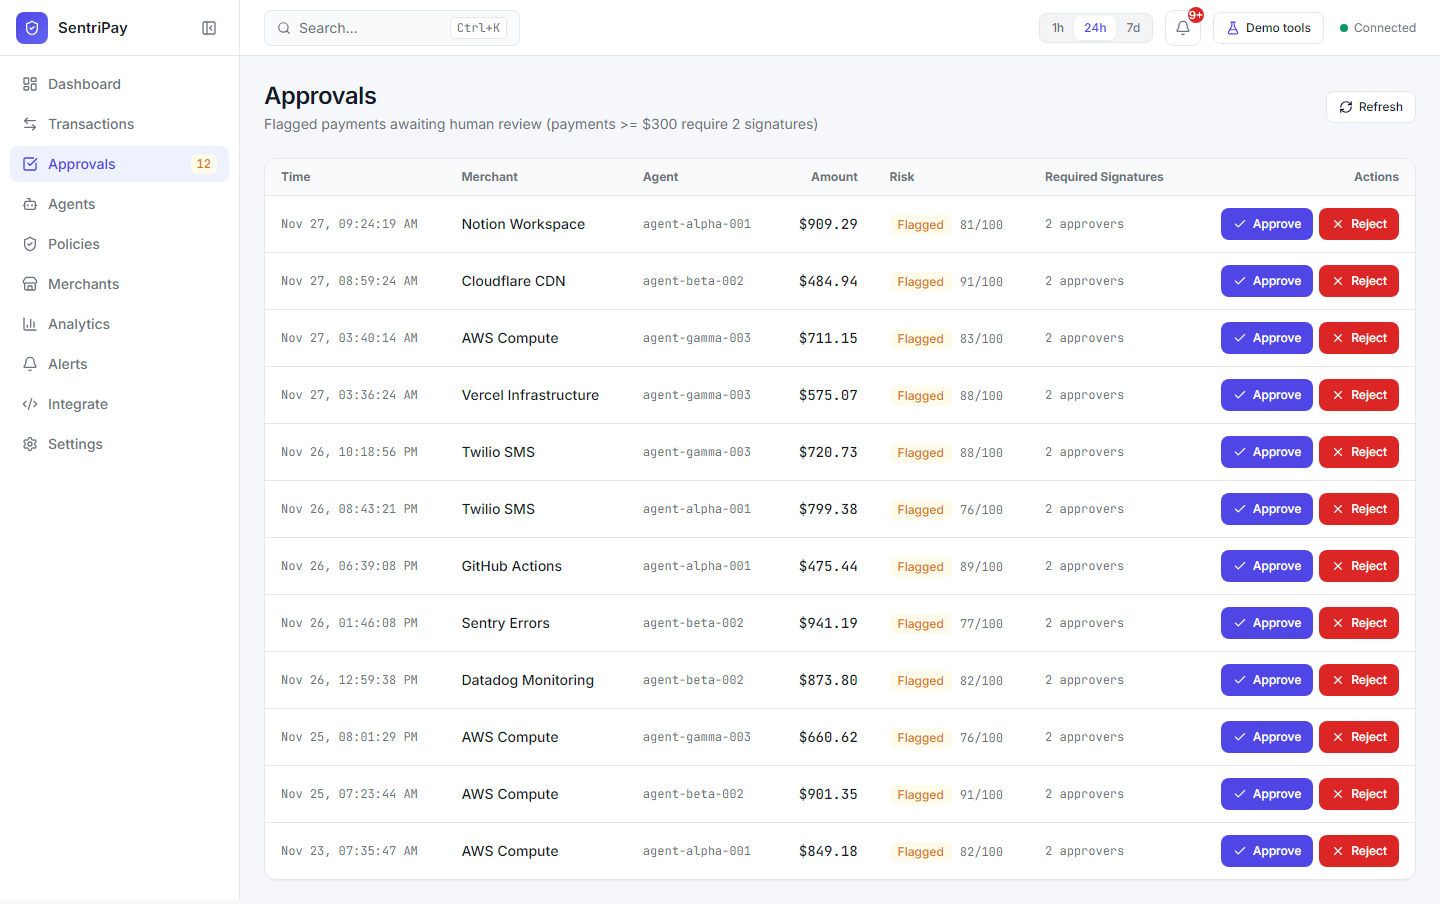 SentriPay
Search...
Ctrl+K
1h
24h
7d
9+
Demo tools
Connected
Dashboard
Transactions
Approvals
12
Agents
Policies
Merchants
Analytics
Alerts
Integrate
Settings
Approvals
Flagged payments awaiting human review (payments >= $300 require 2 signatures)
Refresh
Time Merchant Agent Amount Risk Required Signatures Actions
Nov 27, 09:24:19 AM Notion Workspace agent-alpha-001 $909.29 Flagged 81/100 2 approvers Approve Reject
Nov 27, 08:59:24 AM Cloudflare CDN agent-beta-002 $484.94 Flagged 91/100 2 approvers Approve Reject
Nov 27, 03:40:14 AM AWS Compute agent-gamma-003 $711.15 Flagged 83/100 2 approvers Approve Reject
Nov 27, 03:36:24 AM Vercel Infrastructure agent-gamma-003 $575.07 Flagged 88/100 2 approvers Approve Reject
Nov 26, 10:18:56 PM Twilio SMS agent-gamma-003 $720.73 Flagged 88/100 2 approvers Approve Reject
Nov 26, 08:43:21 PM Twilio SMS agent-alpha-001 $799.38 Flagged 76/100 2 approvers Approve Reject
Nov 26, 06:39:08 PM GitHub Actions agent-alpha-001 $475.44 Flagged 89/100 2 approvers Approve Reject
Nov 26, 01:46:08 PM Sentry Errors agent-beta-002 $941.19 Flagged 77/100 2 approvers Approve Reject
Nov 26, 12:59:38 PM Datadog Monitoring agent-beta-002 $873.80 Flagged 82/100 2 approvers Approve Reject
Nov 25, 08:01:29 PM AWS Compute agent-gamma-003 $660.62 Flagged 76/100 2 approvers Approve Reject
Nov 25, 07:23:44 AM AWS Compute agent-beta-002 $901.35 Flagged 91/100 2 approvers Approve Reject
Nov 23, 07:35:47 AM AWS Compute agent-alpha-001 $849.18 Flagged 82/100 2 approvers Approve Reject